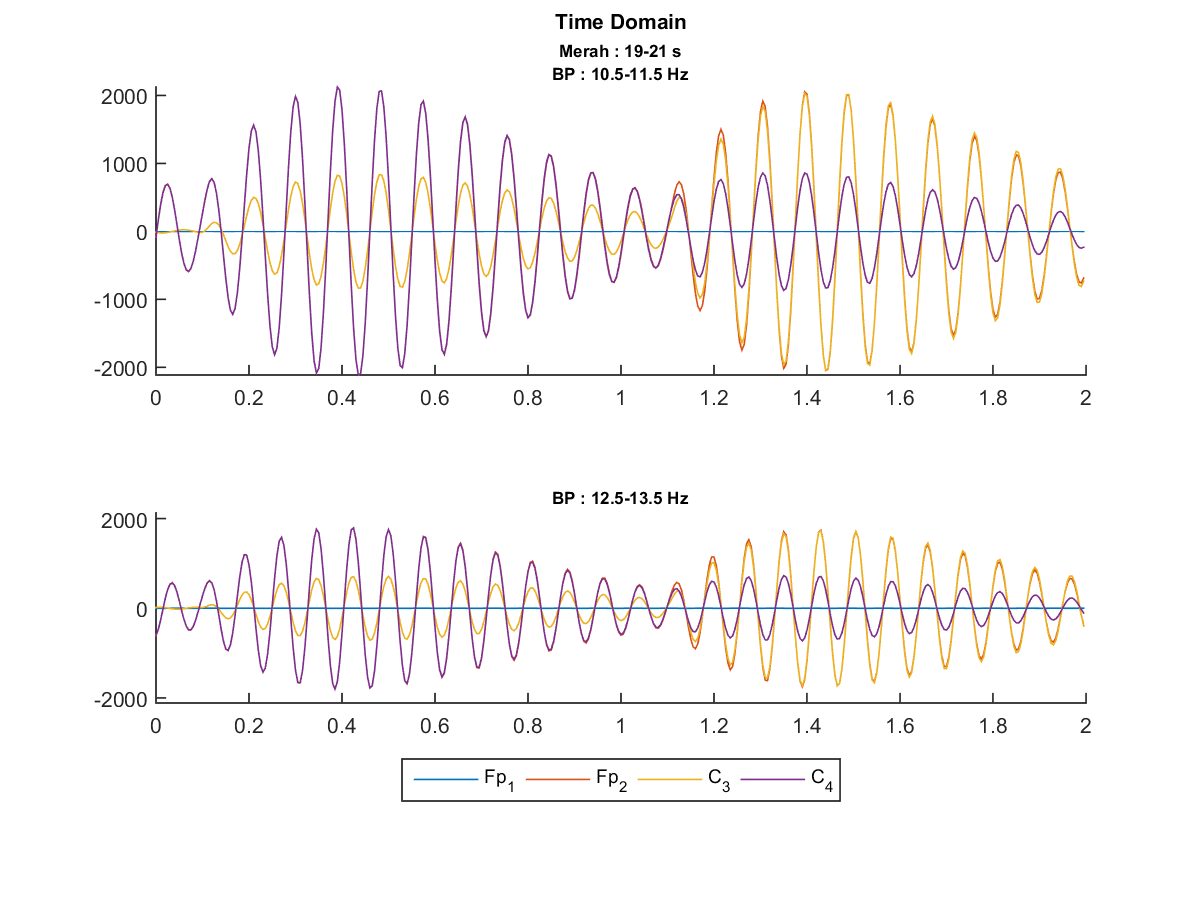 Time Domain
Merah : 19-21 s
BP : 10.5-11.5 Hz
2000
1000
0
-1000
-2000
0 0.2 0.4 0.6 0.8 1 1.2 1.4 1.6 1.8 2
BP : 12.5-13.5 Hz
2000
0
-2000
0 0.2 0.4 0.6 0.8 1 1.2 1.4 1.6 1.8 2
Fp1 Fp2 C3 C4